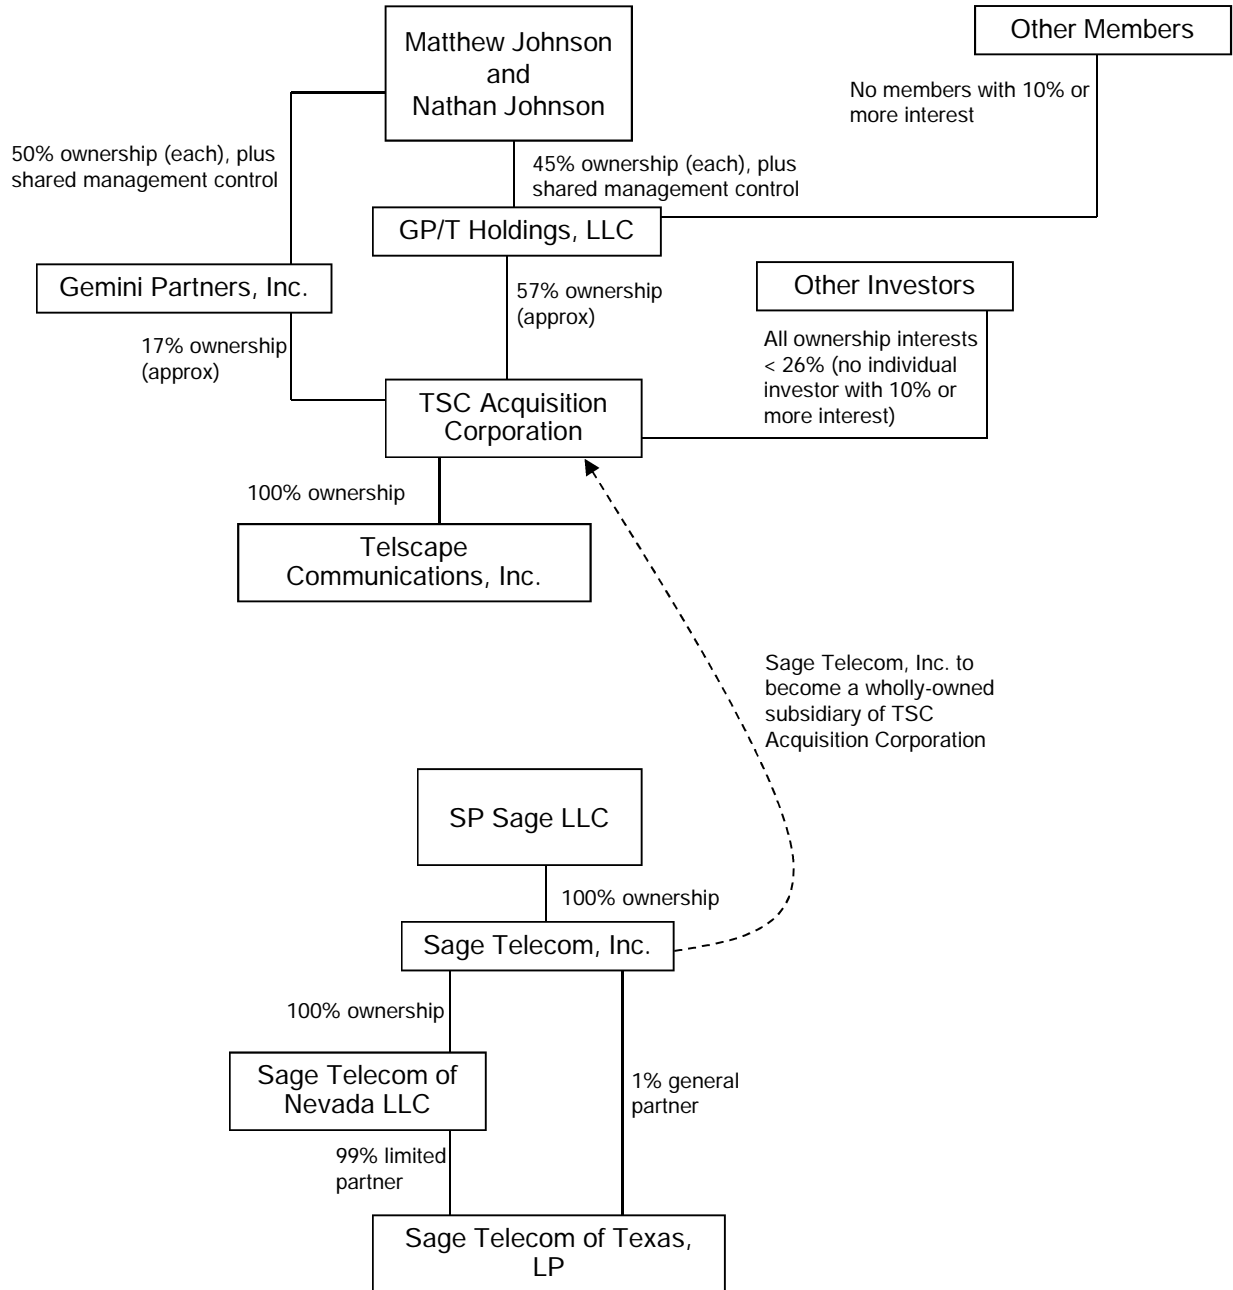 Matthew Johnson
and
Nathan Johnson
Other Members
No members with 10% or
more interest
50% ownership (each), plus
shared management control
45% ownership (each), plus
shared management control
GP/T Holdings, LLC
Gemini Partners, Inc.
57% ownership
(approx)
Other Investors
17% ownership
(approx)
All ownership interests
< 26% (no individual
investor with 10% or
more interest)
TSC Acquisition
Corporation
100% ownership
Telscape
Communications, Inc.
Sage Telecom, Inc. to
become a wholly-owned
subsidiary of TSC
Acquisition Corporation
SP Sage LLC
100% ownership
Sage Telecom, Inc.
100% ownership
Sage Telecom of
Nevada LLC
1% general
partner
99% limited
partner
Sage Telecom of Texas,
LP